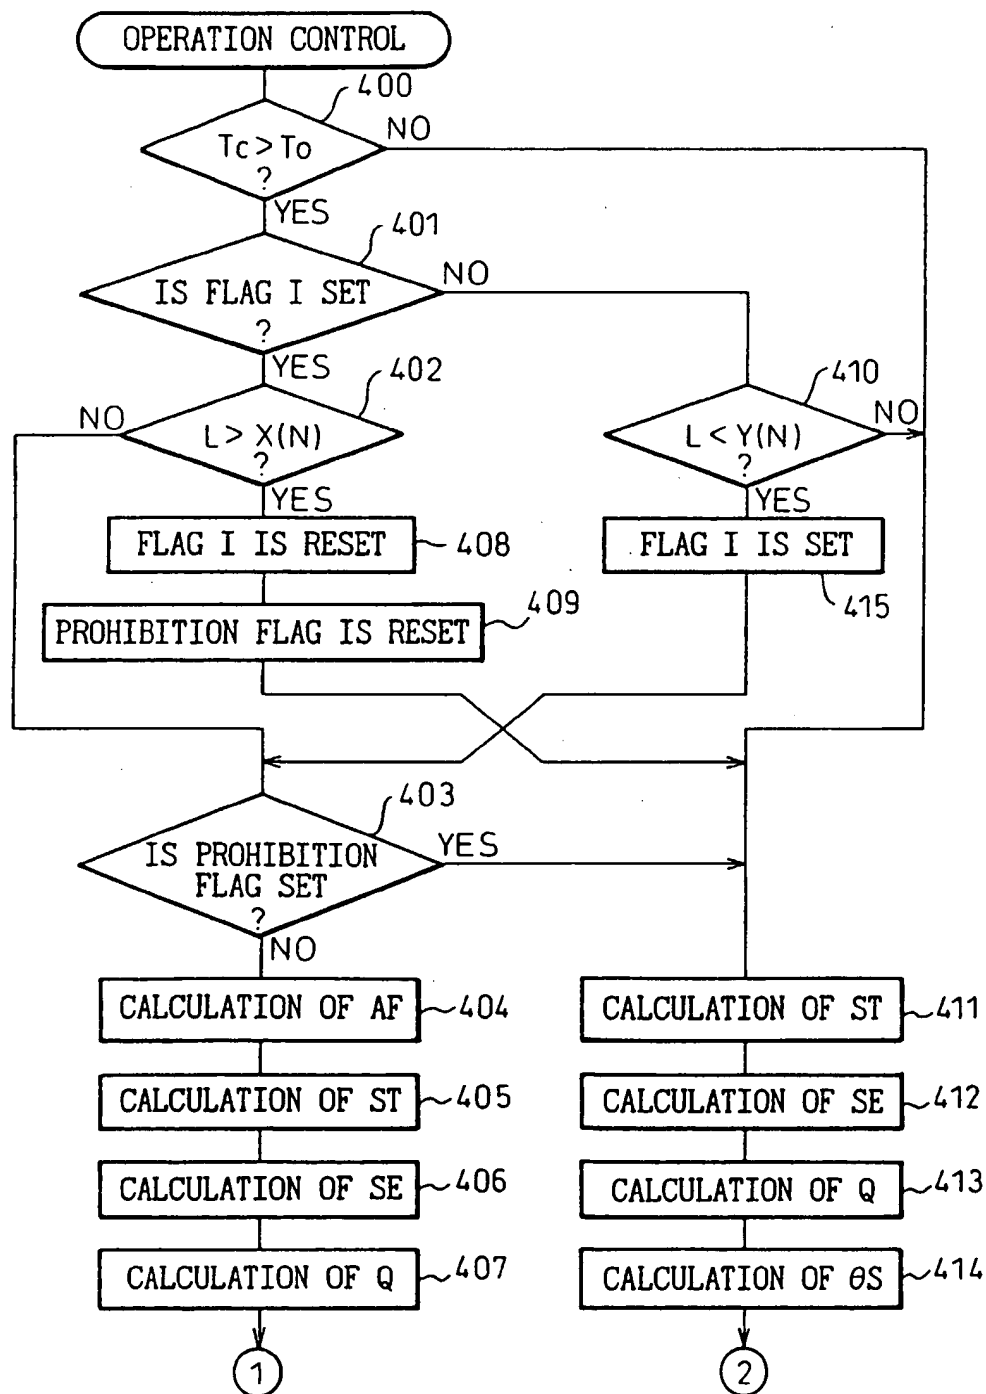 OPERATION CONTROL
400
Tc > To
?
NO
YES
401
IS FLAG I SET
?
NO
YES
402
L > X(N)
?
NO
YES
410
L < Y(N)
?
NO
YES
FLAG I IS RESET
408
FLAG I IS SET
415
PROHIBITION FLAG IS RESET
409
403
IS PROHIBITION
FLAG SET
?
YES
NO
CALCULATION OF AF
404
CALCULATION OF ST
411
CALCULATION OF ST
405
CALCULATION OF SE
412
CALCULATION OF SE
406
CALCULATION OF Q
413
CALCULATION OF Q
407
CALCULATION OF θS
414
1
2